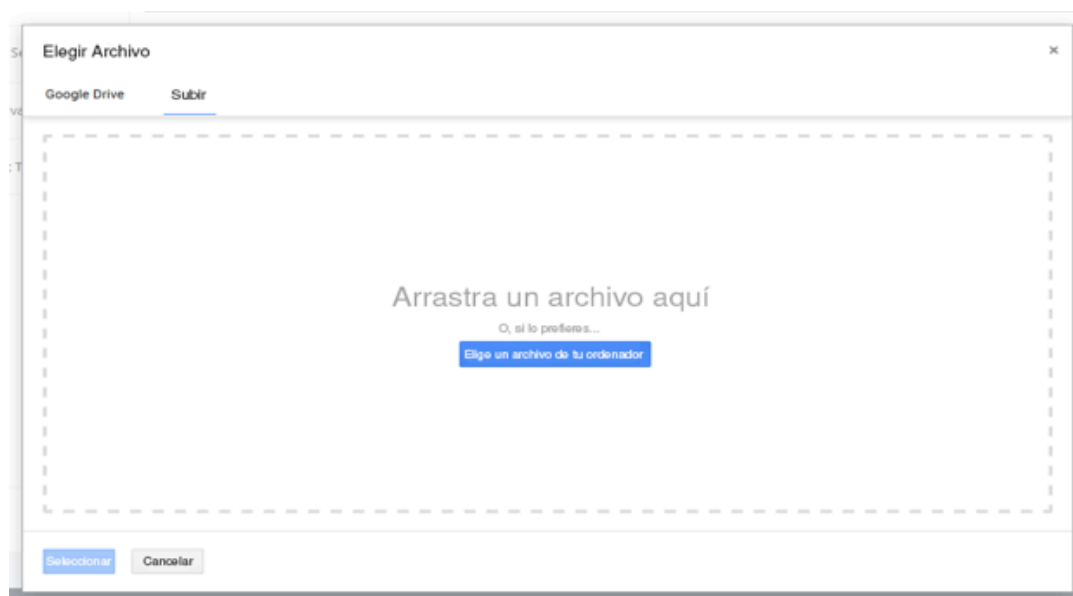 Elegir Archivo
×
Google Drive Subir
Arrastra un archivo aquí
O, si lo prefieres...
Elige un archivo de tu ordenador
Seleccionar Cancelar